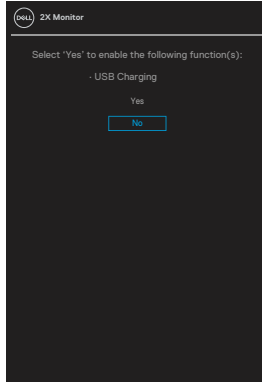 DELL 2X Monitor
Select 'Yes' to enable the following function(s):
- USB Charging
Yes
No